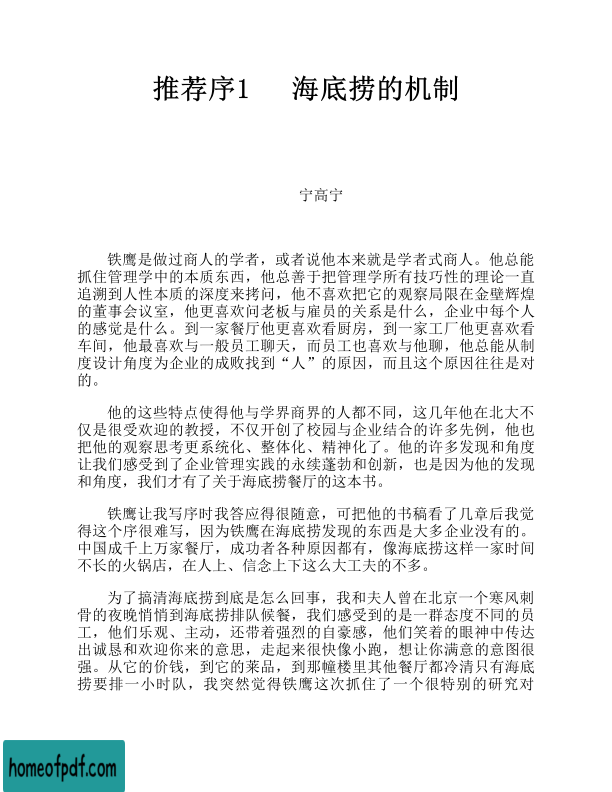 推荐序1 海底捞的机制
宁高宁
铁鹰是做过商人的学者，或者说他本来就是学者式商人。他总能
抓住管理学中的本质东西，他总善于把管理学所有技巧性的理论一直
追溯到人性本质的深度来拷问，他不喜欢把它的观察局限在金壁辉煌
的董事会议室，他更喜欢问老板与雇员的关系是什么，企业中每个人
的感觉是什么。到一家餐厅他更喜欢看厨房，到一家工厂他更喜欢看
车间，他最喜欢与一般员工聊天，而员工也喜欢与他聊，他总能从制
度设计角度为企业的成败找到“人”的原因，而且这个原因往往是对
的。
他的这些特点使得他与学界商界的人都不同，这几年他在北大不
仅是很受欢迎的教授，不仅开创了校园与企业结合的许多先例，他也
把他的观察思考更系统化、整体化、精神化了。他的许多发现和角度
让我们感受到了企业管理实践的永续蓬勃和创新，也是因为他的发现
和角度，我们才有了关于海底捞餐厅的这本书。
铁鹰让我写序时我答应得很随意，可把他的书稿看了几章后我觉
得这个序很难写，因为铁鹰在海底捞发现的东西是大多企业没有的。
中国成千上万家餐厅，成功者各种原因都有，像海底捞这样一家时间
不长的火锅店，在人上、信念上下这么大工夫的不多。
为了搞清海底捞到底是怎么回事，我和夫人曾在北京一个寒风刺
骨的夜晚悄悄到海底捞排队候餐，我们感受到的是一群态度不同的员
工，他们乐观、主动，还带着强烈的自豪感，他们笑着的眼神中传达
出诚恳和欢迎你来的意思，走起来很快像小跑，想让你满意的意图很
强。从它的价钱，到它的菜品，到那幢楼里其他餐厅都冷清只有海底
捞要排一小时队，我突然觉得铁鹰这次抓住了一个很特别的研究对
homeofpdf.com